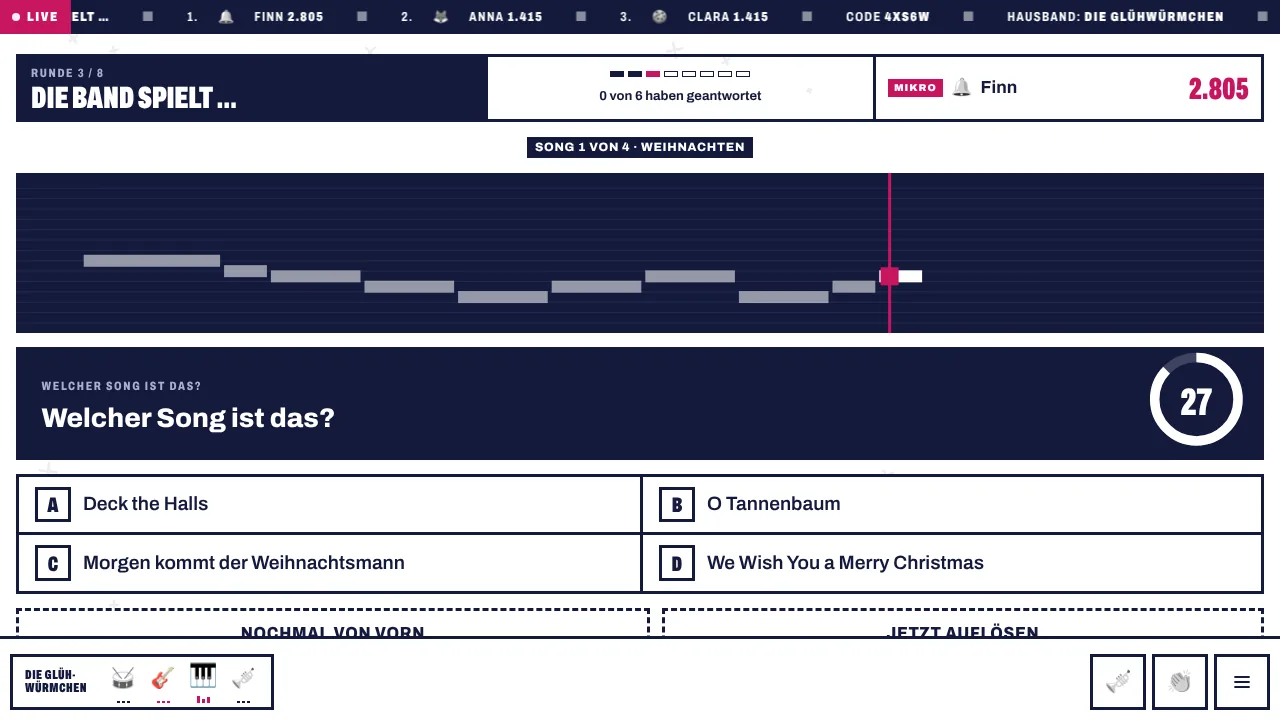 LIVE
ELT ...
1. FINN 2.805
2. ANNA 1.415
3. CLARA 1.415
CODE 4XS6W
HAUSBAND: DIE GLÜHWÜRMCHEN
RUNDE 3 / 8
DIE BAND SPIELT ...
0 von 6 haben geantwortet
MIKRO
Finn
2.805
SONG 1 VON 4 · WEIHNACHTEN
WELCHER SONG IST DAS?
Welcher Song ist das?
27
A Deck the Halls
B O Tannenbaum
C Morgen kommt der Weihnachtsmann
D We Wish You a Merry Christmas
NOCHMAL VON VORN
JETZT AUFLÖSEN
DIE GLÜH-
WÜRMCHEN